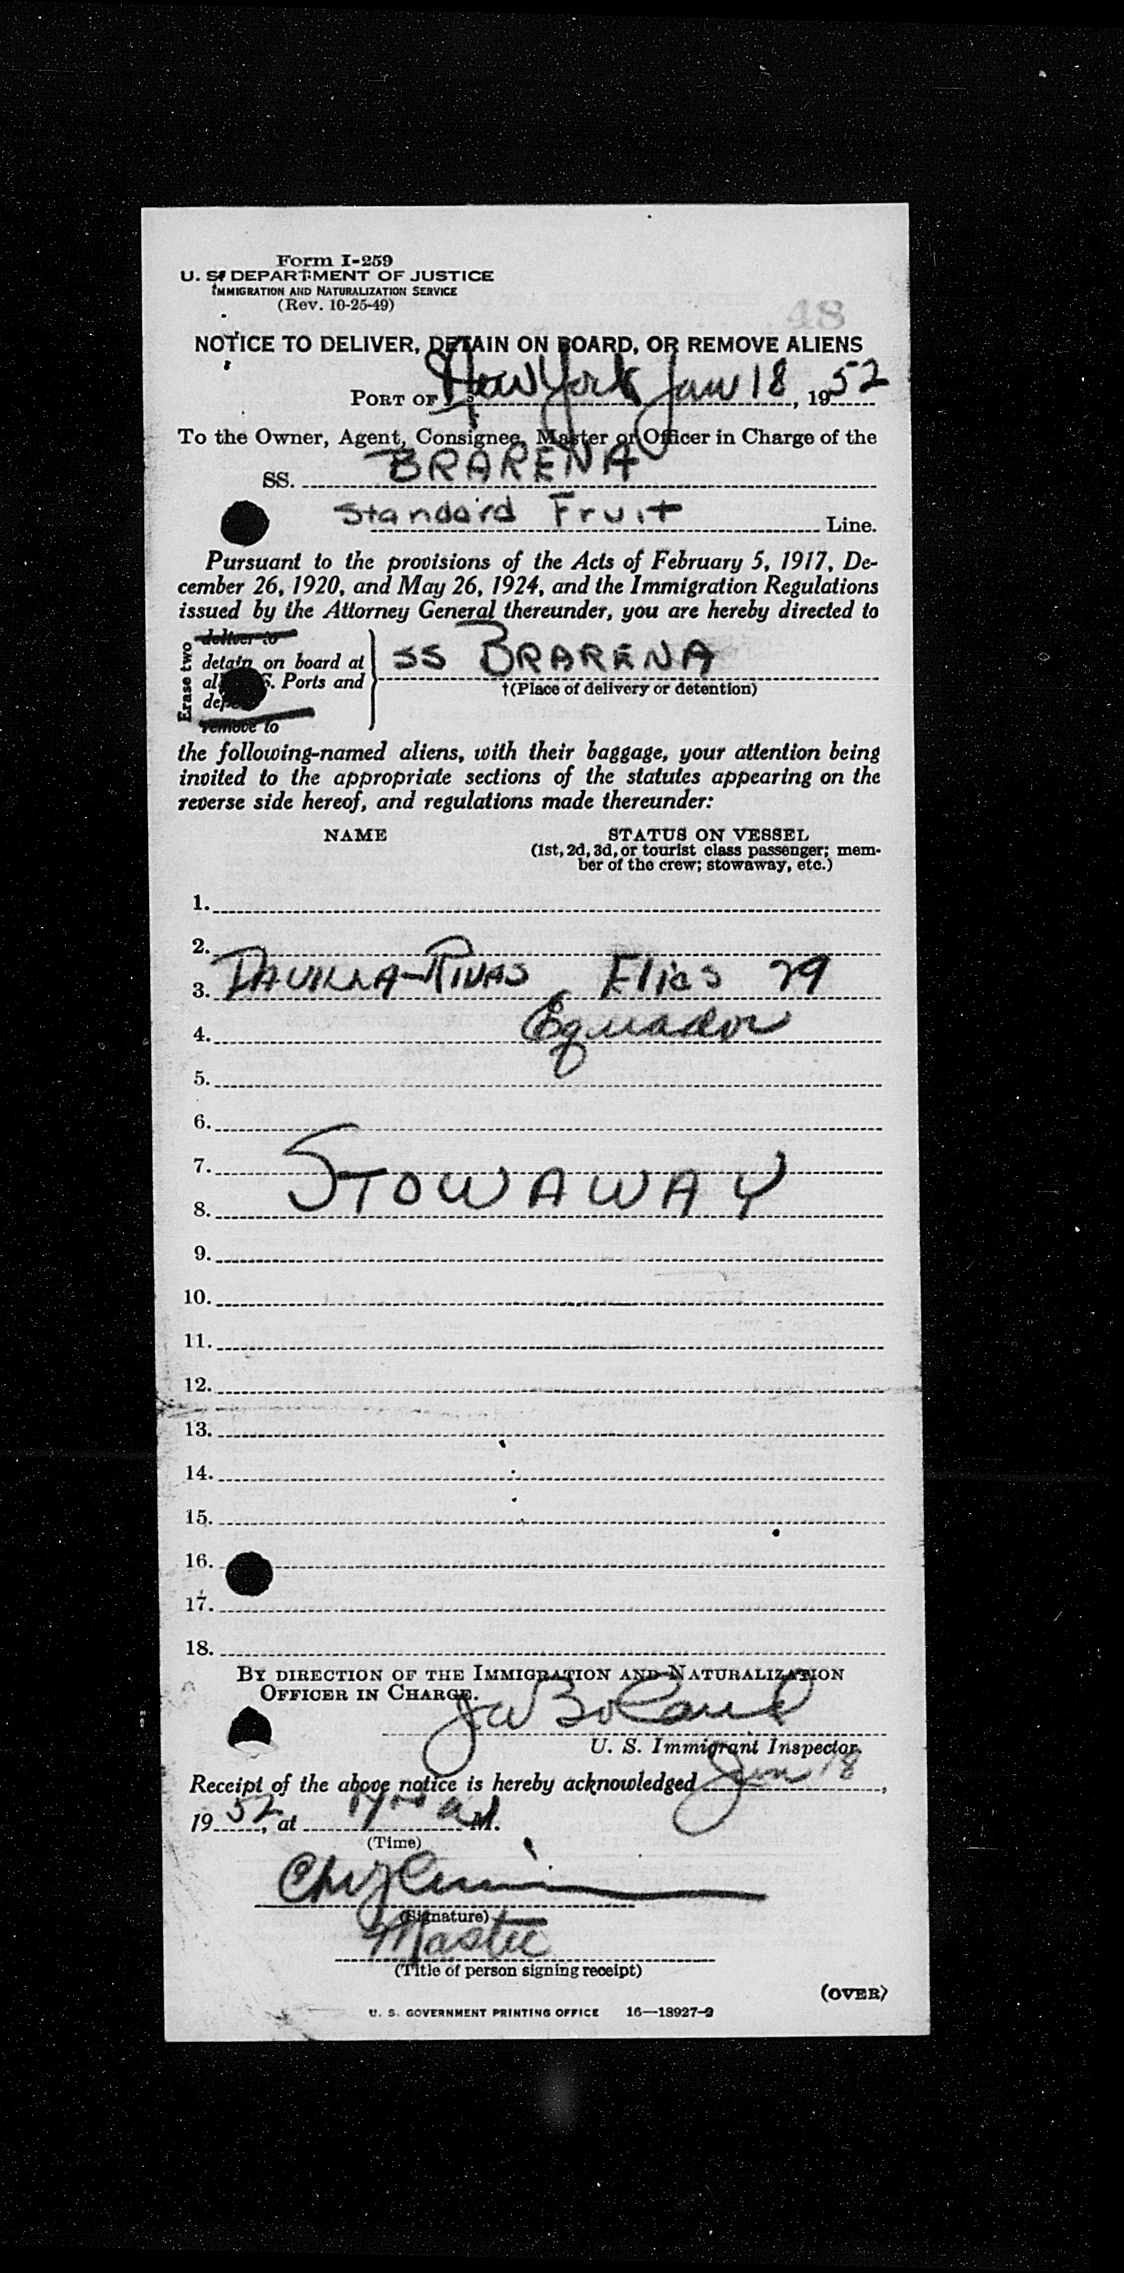 Form I-259
U. S. DEPARTMENT OF JUSTICE
IMMIGRATION AND NATURALIZATION SERVICE
(Rev. 10-25-49)
48
NOTICE TO DELIVER, DETAIN ON BOARD, OR REMOVE ALIENS
PORT OF New York Jan 18, 1952
To the Owner, Agent, Consignee, Master or Officer in Charge of the
SS. BRARENA
Standard Fruit Line.
Pursuant to the provisions of the Acts of February 5, 1917, De-
cember 26, 1920, and May 26, 1924, and the Immigration Regulations
issued by the Attorney General thereunder, you are hereby directed to
Erase two
deliver to
detain on board at
all S. Ports and
remove to
SS BRARENA
†(Place of delivery or detention)
the following-named aliens, with their baggage, your attention being
invited to the appropriate sections of the statutes appearing on the
reverse side hereof, and regulations made thereunder:
NAME STATUS ON VESSEL
(1st, 2d, 3d, or tourist class passenger; mem-
ber of the crew; stowaway, etc.)
1.
2.
3. DAVILLA-RIVAS Elias 29
4. Equador
5.
6.
7.
8. STOWAWAY
9.
10.
11.
12.
13.
14.
15.
16.
17.
18.
BY DIRECTION OF THE IMMIGRATION AND NATURALIZATION
OFFICER IN CHARGE.
J W Boland
U. S. Immigrant Inspector.
Receipt of the above notice is hereby acknowledged Jan 18,
1952, at M.
(Time)
(Signature)
Master
(Title of person signing receipt)
(OVER)
U. S. GOVERNMENT PRINTING OFFICE 16—18927-2